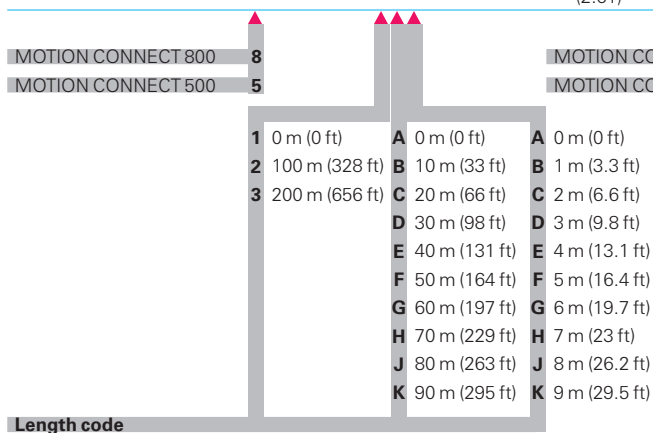 MOTION CONNECT 800 8
MOTION CONNECT 500 5
1 0 m (0 ft) A 0 m (0 ft) A 0 m (0 ft)
2 100 m (328 ft) B 10 m (33 ft) B 1 m (3.3 ft)
3 200 m (656 ft) C 20 m (66 ft) C 2 m (6.6 ft)
D 30 m (98 ft) D 3 m (9.8 ft)
E 40 m (131 ft) E 4 m (13.1 ft)
F 50 m (164 ft) F 5 m (16.4 ft)
G 60 m (197 ft) G 6 m (19.7 ft)
H 70 m (229 ft) H 7 m (23 ft)
J 80 m (263 ft) J 8 m (26.2 ft)
K 90 m (295 ft) K 9 m (29.5 ft)
Length code